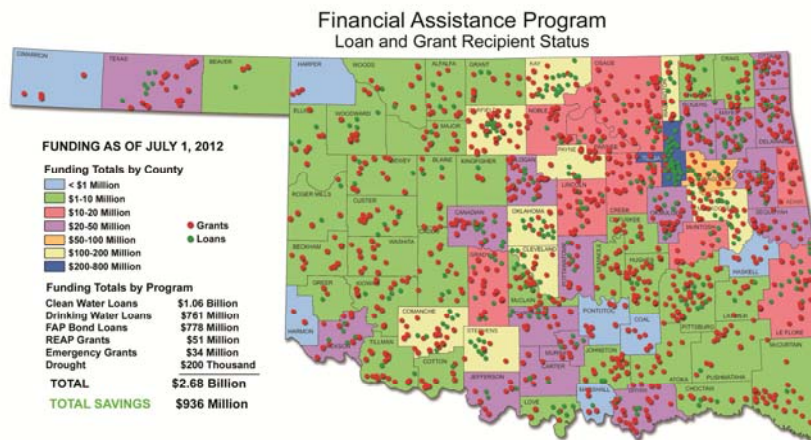 Financial Assistance Program
Loan and Grant Recipient Status
CIMARRON
TEXAS
BEAVER
HARPER
WOODS
ALFALFA
GRANT
KAY
OSAGE
CRAIG
ELLIS
WOODWARD
MAJOR
NOBLE
PAYNE
DELAWARE
DEWEY
BLAINE
KINGFISHER
LOGAN
LINCOLN
CREEK
ROGER MILLS
CUSTER
CANADIAN
OKLAHOMA
CLEVELAND
MCINTOSH
SEQUOYAH
ADAIR
BECKHAM
WASHITA
CADDO
GRADY
MCCLAIN
HUGHES
HASKELL
GREER
KIOWA
COMANCHE
STEPHENS
PONTOTOC
COAL
PITTSBURG
LATIMER
LE FLORE
HARMON
JACKSON
TILLMAN
COTTON
JEFFERSON
CARTER
MURRAY
JOHNSTON
ATOKA
PUSHMATAHA
MCCURTAIN
LOVE
MARSHALL
BRYAN
CHOCTAW
FUNDING AS OF JULY 1, 2012
Funding Totals by County
< $1 Million
$1-10 Million
$10-20 Million
$20-50 Million
$50-100 Million
$100-200 Million
$200-800 Million
Grants
Loans
Funding Totals by Program
Clean Water Loans $1.06 Billion
Drinking Water Loans $761 Million
FAP Bond Loans $778 Million
REAP Grants $51 Million
Emergency Grants $34 Million
Drought $200 Thousand
TOTAL $2.68 Billion
TOTAL SAVINGS $936 Million